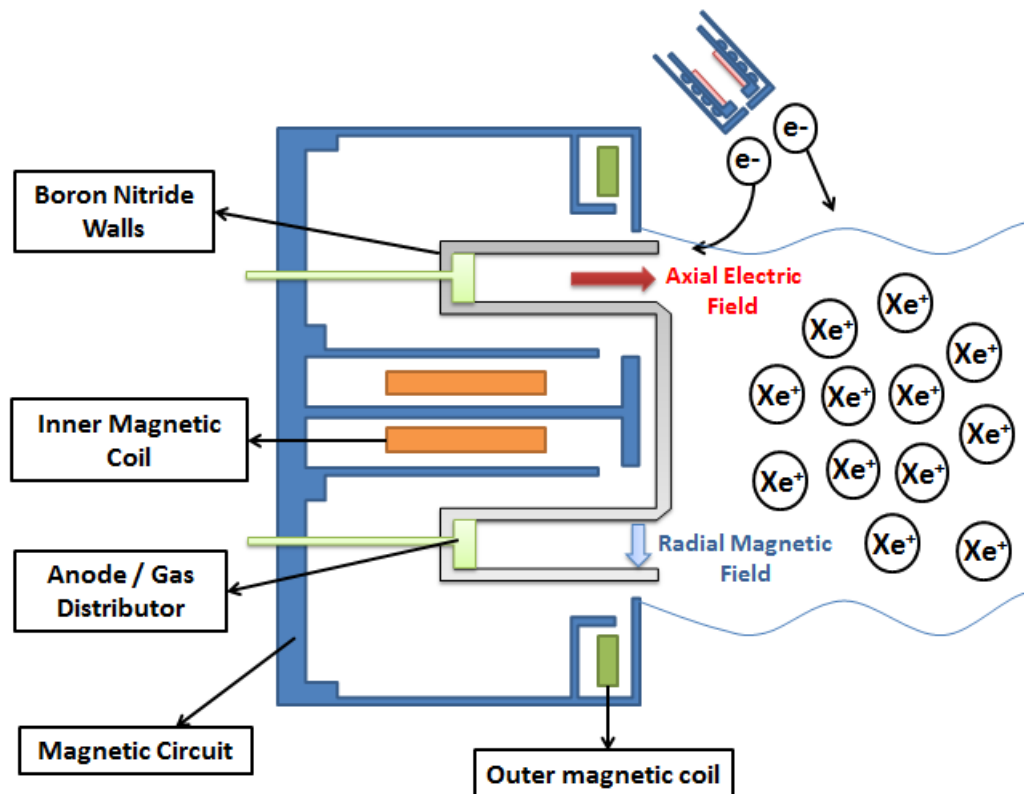 e-
e-
Boron Nitride
Walls
Axial Electric
Field
Xe⁺
Xe⁺
Xe⁺
Xe⁺
Xe⁺
Xe⁺
Inner Magnetic
Coil
Xe⁺
Xe⁺
Xe⁺
Xe⁺
Radial Magnetic
Field
Xe⁺
Xe⁺
Anode / Gas
Distributor
Magnetic Circuit
Outer magnetic coil